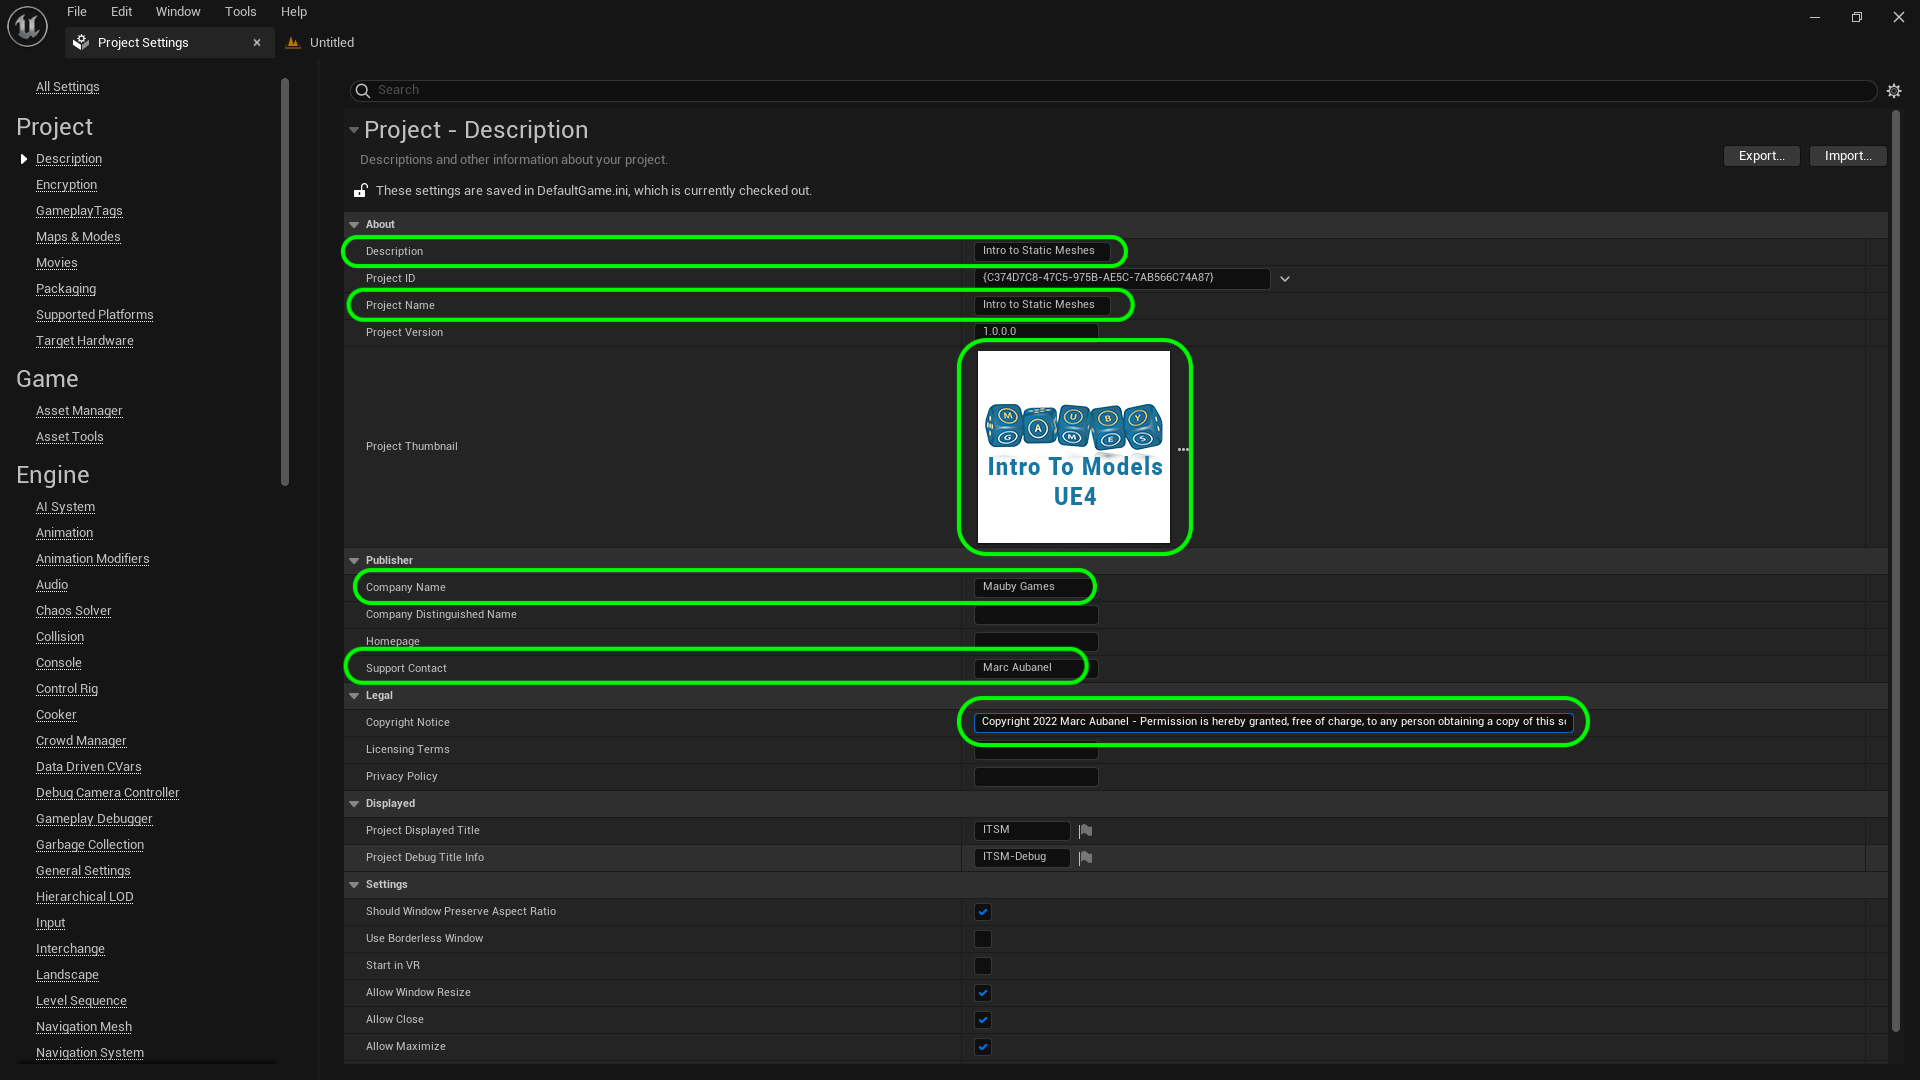 File Edit Window Tools Help
Project Settings
Untitled
All Settings
Project
Description
Encryption
GameplayTags
Maps & Modes
Movies
Packaging
Supported Platforms
Target Hardware
Game
Asset Manager
Asset Tools
Engine
AI System
Animation
Animation Modifiers
Audio
Chaos Solver
Collision
Console
Control Rig
Cooker
Crowd Manager
Data Driven CVars
Debug Camera Controller
Gameplay Debugger
Garbage Collection
General Settings
Hierarchical LOD
Input
Interchange
Landscape
Level Sequence
Navigation Mesh
Navigation System
Search
Project - Description
Descriptions and other information about your project.
Export...
Import...
These settings are saved in DefaultGame.ini, which is currently checked out.
About
Description Intro to Static Meshes
Project ID {C374D7C8-47C5-975B-AE5C-7AB566C74A87}
Project Name Intro to Static Meshes
Project Version 1.0.0.0
Project Thumbnail
M A U B Y
G A M E S
Intro To Models
UE4
Publisher
Company Name Mauby Games
Company Distinguished Name
Homepage
Support Contact Marc Aubanel
Legal
Copyright Notice Copyright 2022 Marc Aubanel - Permission is hereby granted, free of charge, to any person obtaining a copy of this
Licensing Terms
Privacy Policy
Displayed
Project Displayed Title ITSM
Project Debug Title Info ITSM-Debug
Settings
Should Window Preserve Aspect Ratio
Use Borderless Window
Start in VR
Allow Window Resize
Allow Close
Allow Maximize